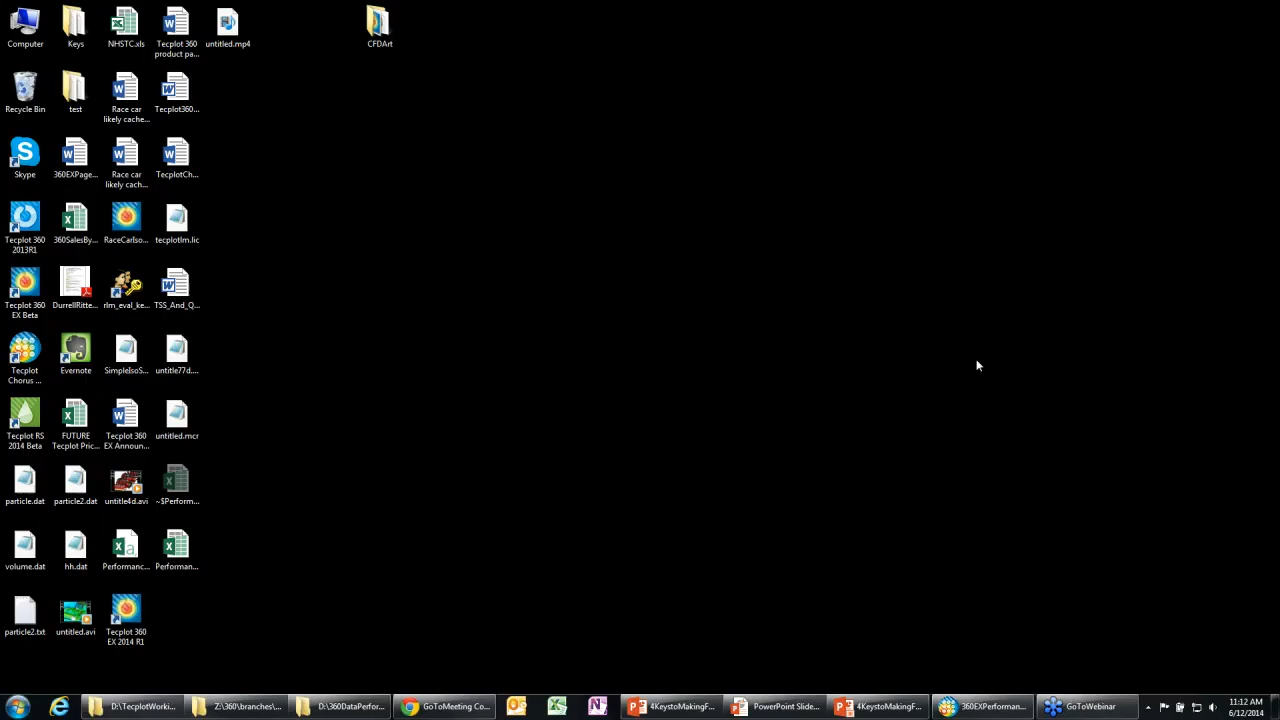 Computer
Keys
NHSTC.xls
Tecplot 360
product pa...
untitled.mp4
CFDArt
Recycle Bin
test
Race car
likely cache...
Tecplot360...
Skype
360EXPage...
Race car
likely cach...
TecplotCh...
Tecplot 360
2013R1
360SalesBy...
RaceCarIso...
tecplotlm.lic
Tecplot 360
EX Beta
DurrellRitte...
rlm_eval_ke...
TSS_And_Q...
Tecplot
Chorus ...
Evernote
SimpleIsoS...
untitle77d....
Tecplot RS
2014 Beta
FUTURE
Tecplot Pric...
Tecplot 360
EX Announ...
untitled.mcr
particle.dat
particle2.dat
untitle4d.avi
~$Perform...
volume.dat
hh.dat
Performanc...
Performan...
particle2.txt
untitled.avi
Tecplot 360
EX 2014 R1
D:\TecplotWorki...
Z:\360\branches\...
D:\360DataPerfor...
GoToMeeting Co...
4KeystoMakingF...
PowerPoint Slide...
4KeystoMakingF...
360EXPerforman...
GoToWebinar
11:12 AM
6/12/2014